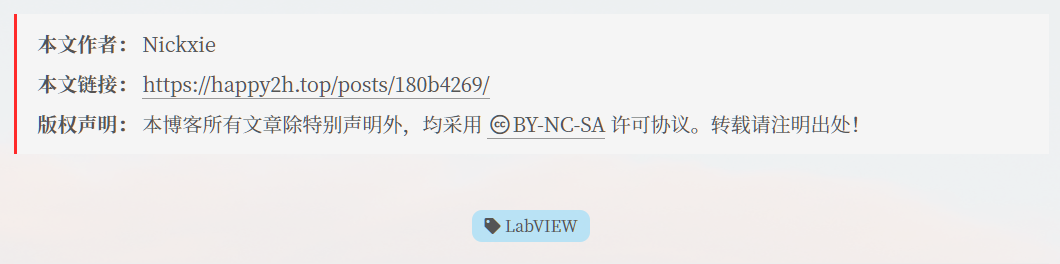 本文作者： Nickxie
本文链接： https://happy2h.top/posts/180b4269/
版权声明： 本博客所有文章除特别声明外，均采用 BY-NC-SA 许可协议。转载请注明出处！
LabVIEW